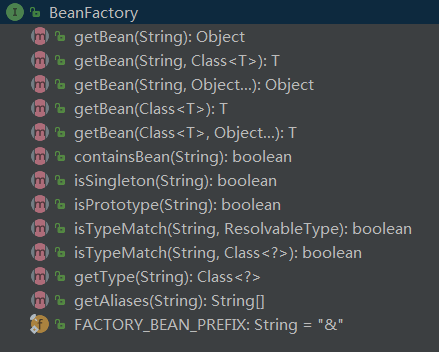 I BeanFactory
m getBean(String): Object
m getBean(String, Class<T>): T
m getBean(String, Object...): Object
m getBean(Class<T>): T
m getBean(Class<T>, Object...): T
m containsBean(String): boolean
m isSingleton(String): boolean
m isPrototype(String): boolean
m isTypeMatch(String, ResolvableType): boolean
m isTypeMatch(String, Class<?>): boolean
m getType(String): Class<?>
m getAliases(String): String[]
F FACTORY_BEAN_PREFIX: String = "&"